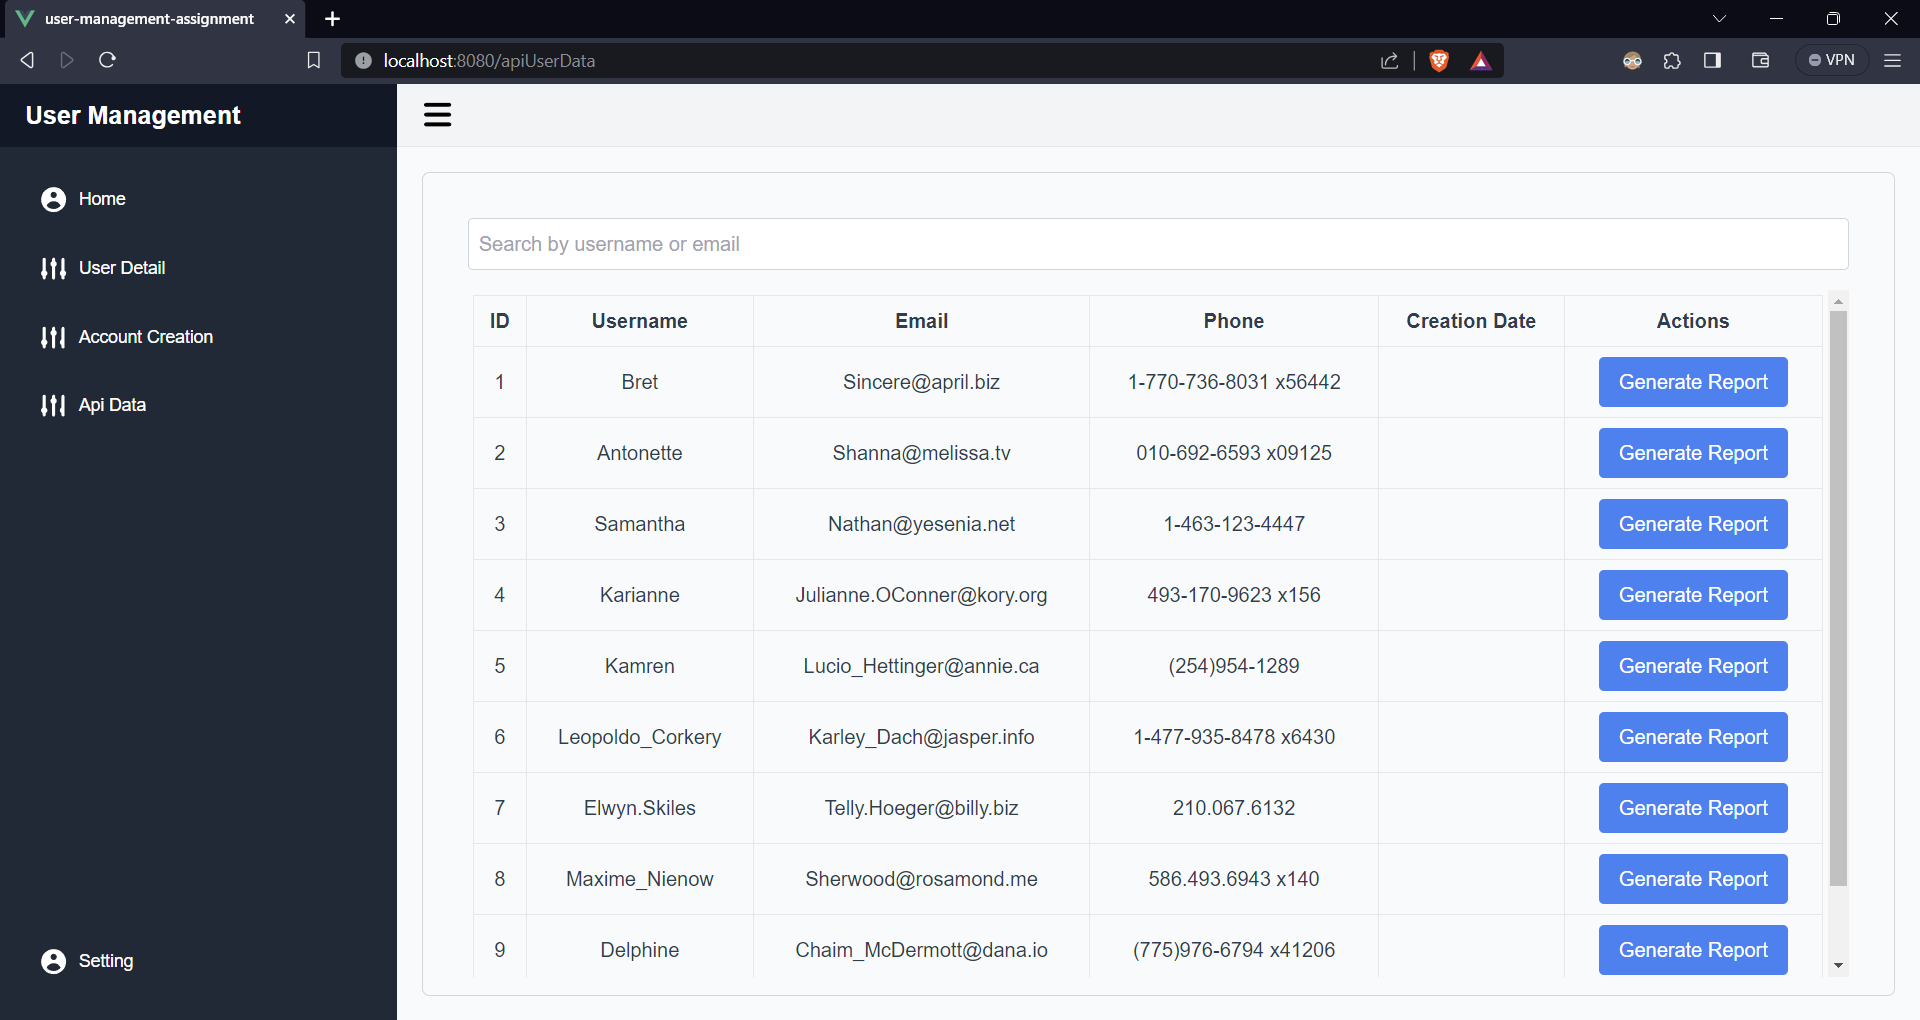 user-management-assignment
localhost:8080/apiUserData
VPN
User Management
Home
User Detail
Account Creation
Api Data
Setting
Search by username or email
ID Username Email Phone Creation Date Actions
1 Bret Sincere@april.biz 1-770-736-8031 x56442 Generate Report
2 Antonette Shanna@melissa.tv 010-692-6593 x09125 Generate Report
3 Samantha Nathan@yesenia.net 1-463-123-4447 Generate Report
4 Karianne Julianne.OConner@kory.org 493-170-9623 x156 Generate Report
5 Kamren Lucio_Hettinger@annie.ca (254)954-1289 Generate Report
6 Leopoldo_Corkery Karley_Dach@jasper.info 1-477-935-8478 x6430 Generate Report
7 Elwyn.Skiles Telly.Hoeger@billy.biz 210.067.6132 Generate Report
8 Maxime_Nienow Sherwood@rosamond.me 586.493.6943 x140 Generate Report
9 Delphine Chaim_McDermott@dana.io (775)976-6794 x41206 Generate Report